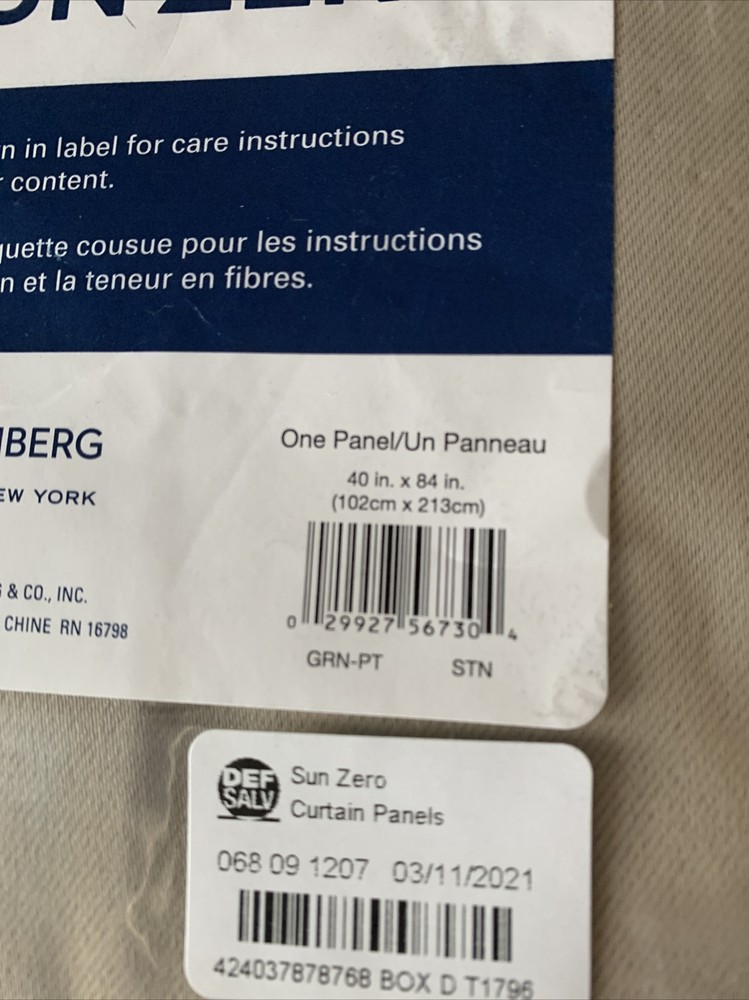 n in label for care instructions
content.
uette cousue pour les instructions
n et la teneur en fibres.
BERG
EW YORK
One Panel/Un Panneau
40 in. x 84 in.
(102cm x 213cm)
& CO., INC.
CHINE RN 16798
0 29927 56730 4
GRN-PT STN
DEF SALV
Sun Zero
Curtain Panels
068 09 1207 03/11/2021
424037878768 BOX D T1796